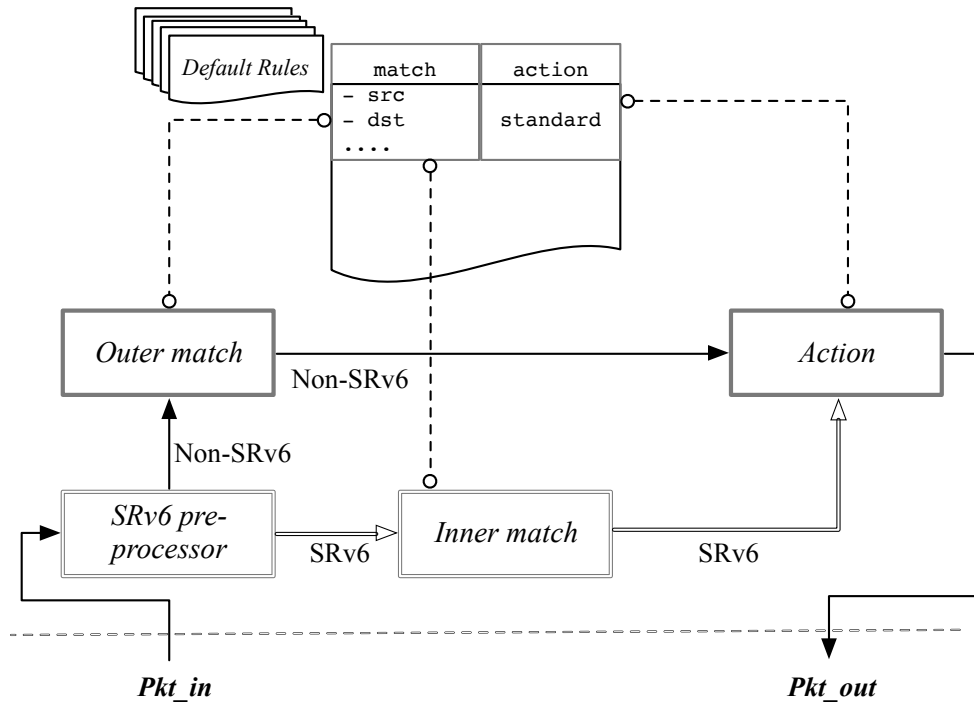 Default Rules
match action
– src
– dst standard
....
Outer match
Action
Non-SRv6
Non-SRv6
SRv6 pre-
processor
Inner match
SRv6
SRv6
Pkt_in
Pkt_out